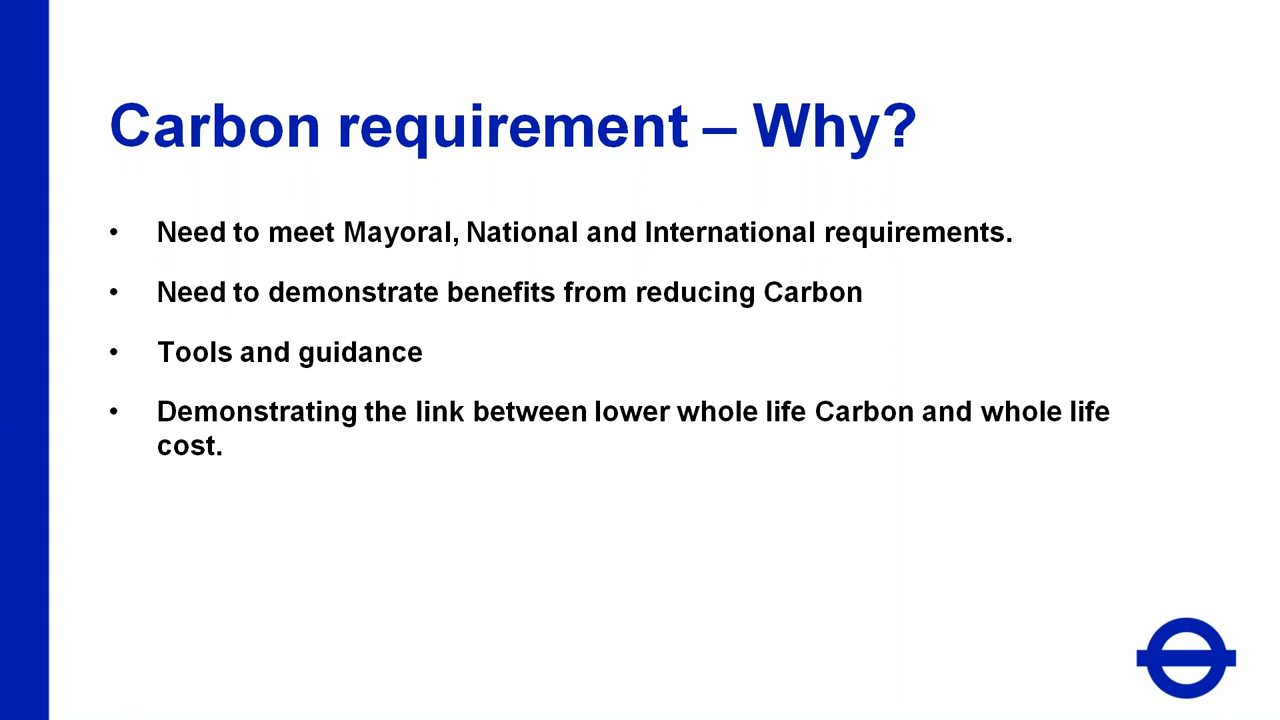 Carbon requirement – Why?
• Need to meet Mayoral, National and International requirements.
• Need to demonstrate benefits from reducing Carbon
• Tools and guidance
• Demonstrating the link between lower whole life Carbon and whole life
cost.